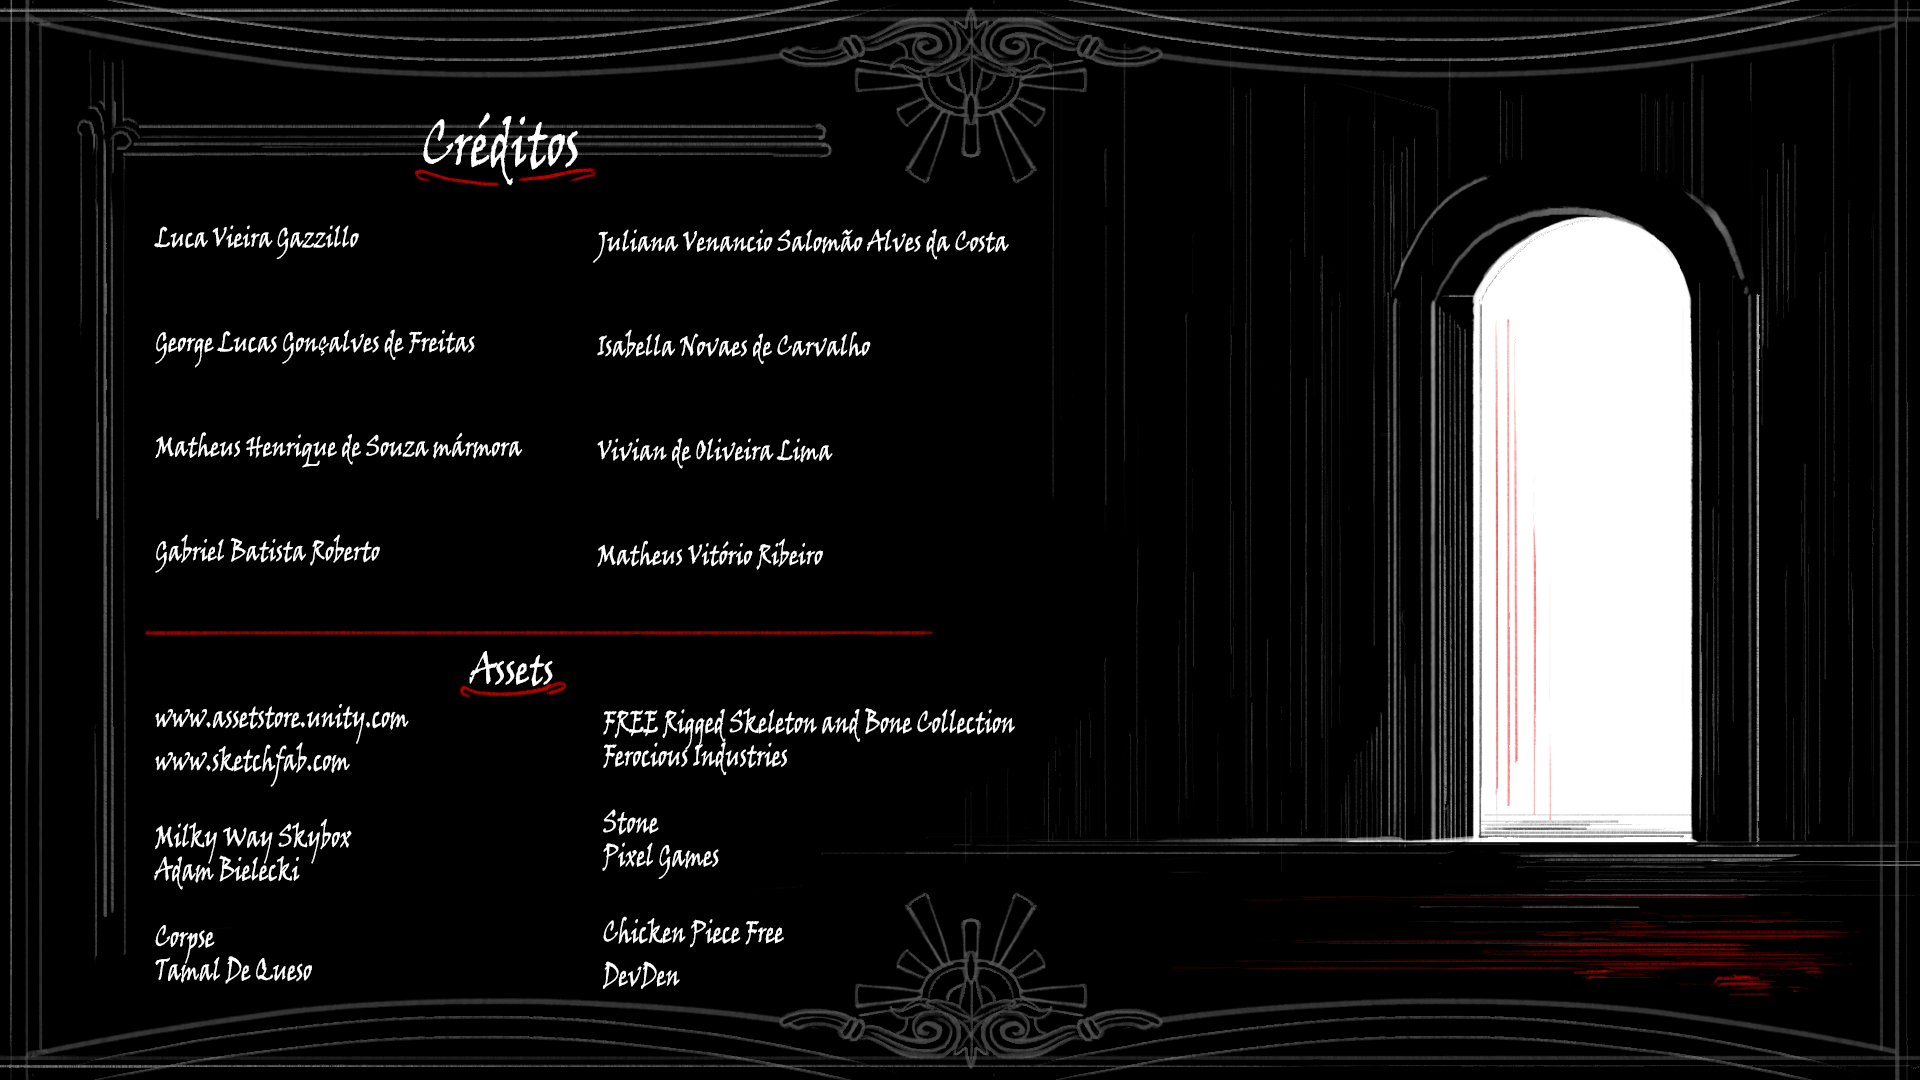 Créditos
Luca Vieira Gazzillo
George Lucas Gonçalves de Freitas
Matheus Henrique de Souza mármora
Gabriel Batista Roberto
Juliana Venancio Salomão Alves da Costa
Isabella Novaes de Carvalho
Vivian de Oliveira Lima
Matheus Vitório Ribeiro
Assets
www.assetstore.unity.com
www.sketchfab.com
Milky Way Skybox
Adam Bielecki
Corpse
Tamal De Queso
FREE Rigged Skeleton and Bone Collection
Ferocious Industries
Stone
Pixel Games
Chicken Piece Free
DevDen